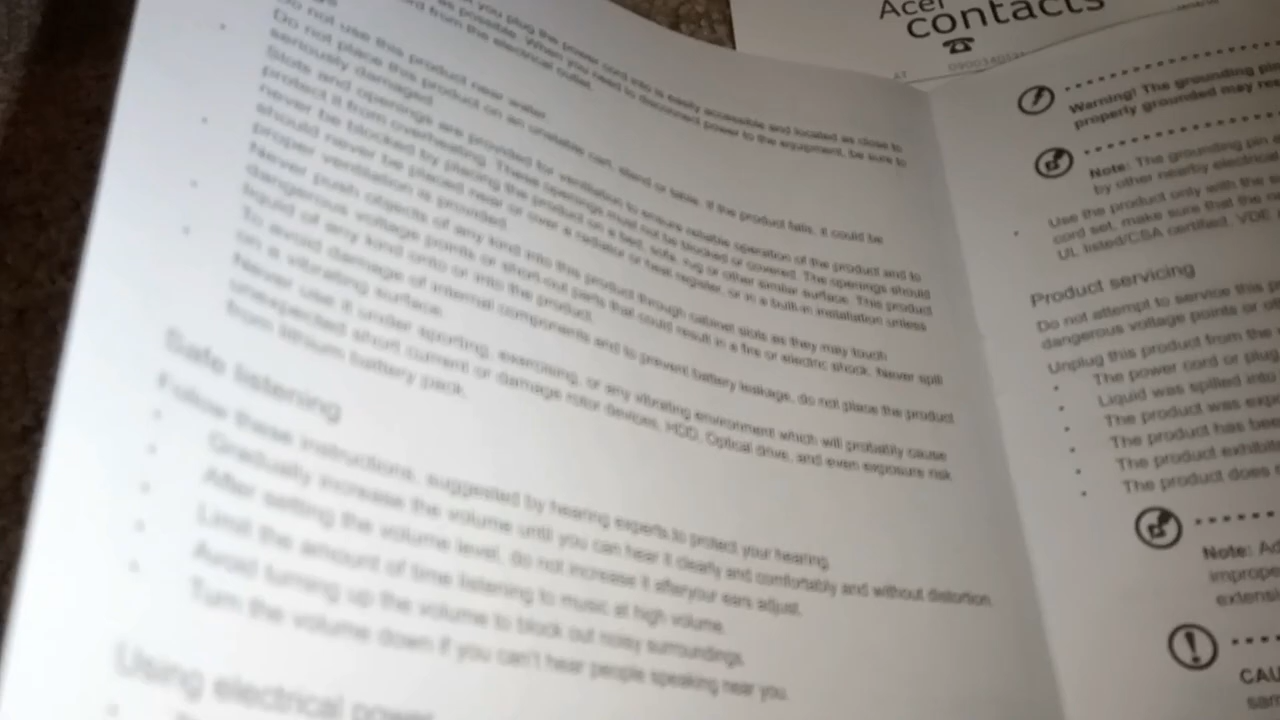 you plug the power cord into is easily accessible and located as close to
as possible. When you need to disconnect power to the equipment, be sure to
from the electrical outlet.
Do not use this product near water.
Do not place this product on an unstable cart, stand or table. If the product falls, it could be
seriously damaged.
Slots and openings are provided for ventilation to ensure reliable operation of the product and to
protect it from overheating. These openings must not be blocked or covered. The openings should
never be blocked by placing the product on a bed, sofa, rug or other similar surface. This product
should never be placed near or over a radiator or heat register, or in a built-in installation unless
proper ventilation is provided.
Never push objects of any kind into this product through cabinet slots as they may touch
dangerous voltage points or short-out parts that could result in a fire or electric shock. Never spill
liquid of any kind onto or into the product.
To avoid damage of internal components and to prevent battery leakage, do not place the product
on a vibrating surface.
Never use it under sporting, exercising, or any vibrating environment which will probably cause
unexpected short current or damage rotor devices, HDD, Optical drive, and even exposure risk
from lithium battery pack.
Safe listening
Follow these instructions, suggested by hearing experts, to protect your hearing.
• Gradually increase the volume until you can hear it clearly and comfortably and without distortion.
• After setting the volume level, do not increase it after your ears adjust.
• Limit the amount of time listening to music at high volume.
• Avoid turning up the volume to block out noisy surroundings.
• Turn the volume down if you can't hear people speaking near you.
Using electrical power
Acer
contacts
AT
Warning! The grounding pin
properly grounded may
Note: The grounding pin
by other nearby electrical
• Use the product only with the
cord set, make sure that the
UL listed/CSA certified, VDE
Product servicing
Do not attempt to service this
dangerous voltage points or
Unplug this product from the
• The power cord or plug
• Liquid was spilled into
• The product was
• The product has been
• The product
• The product does
Note: